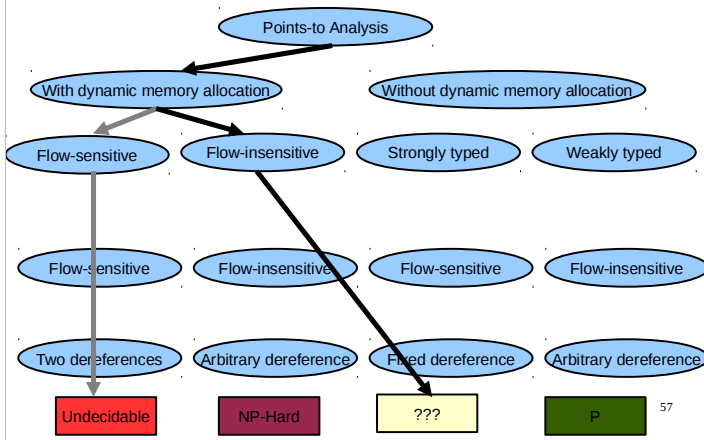 Points-to Analysis
With dynamic memory allocation
Without dynamic memory allocation
Flow-sensitive
Flow-insensitive
Strongly typed
Weakly typed
Flow-sensitive
Flow-insensitive
Flow-sensitive
Flow-insensitive
Two dereferences
Arbitrary dereference
Fixed dereference
Arbitrary dereference
Undecidable
NP-Hard
???
P
57